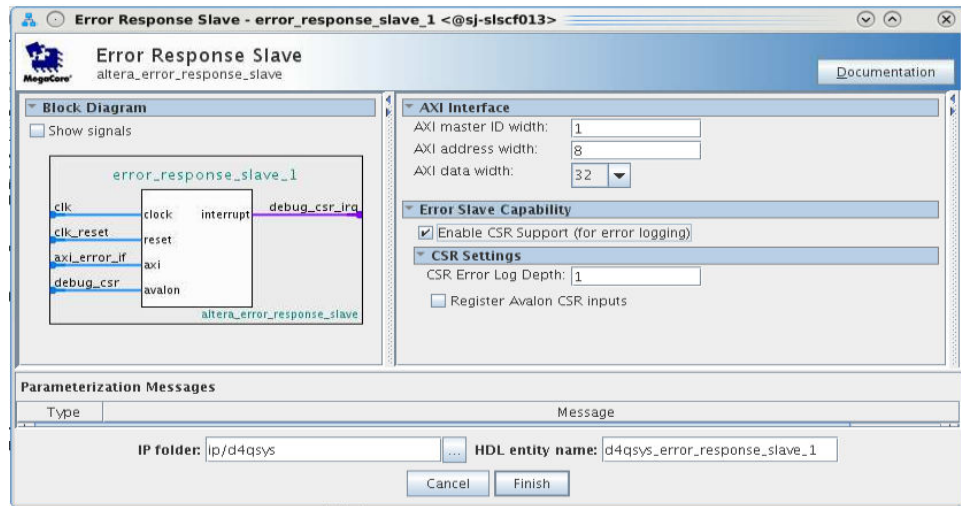 Error Response Slave - error_response_slave_1 <@sj-slscf013>
MegaCore®
Error Response Slave
altera_error_response_slave
Documentation
Block Diagram
Show signals
error_response_slave_1
clk
clock
interrupt
debug_csr_irq
clk_reset
reset
axi_error_if
axi
debug_csr
avalon
altera_error_response_slave
AXI Interface
AXI master ID width: 1
AXI address width: 8
AXI data width: 32
Error Slave Capability
Enable CSR Support (for error logging)
CSR Settings
CSR Error Log Depth: 1
Register Avalon CSR inputs
Parameterization Messages
Type Message
IP folder: ip/d4qsys ... HDL entity name: d4qsys_error_response_slave_1
Cancel Finish